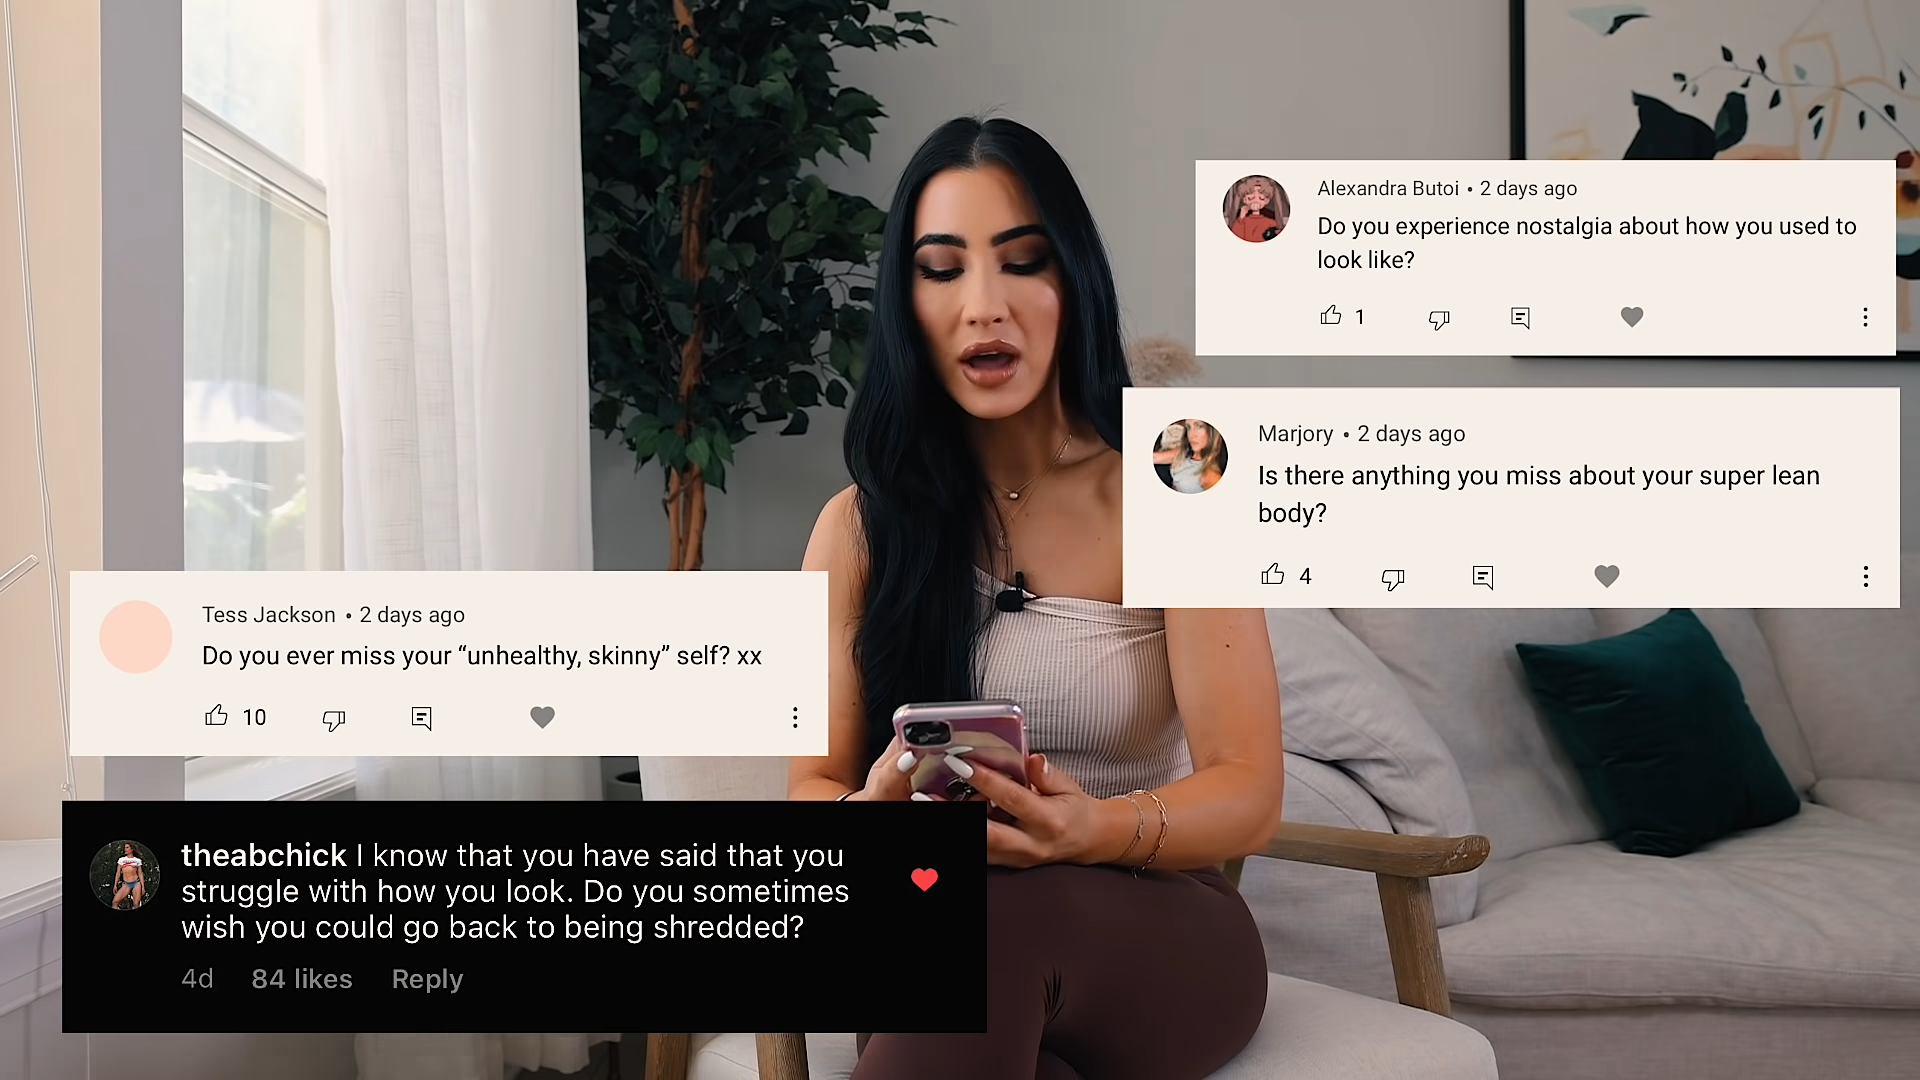 Alexandra Butoi • 2 days ago
Do you experience nostalgia about how you used to
look like?
1
Marjory • 2 days ago
Is there anything you miss about your super lean
body?
4
Tess Jackson • 2 days ago
Do you ever miss your “unhealthy, skinny” self? xx
10
theabchick I know that you have said that you
struggle with how you look. Do you sometimes
wish you could go back to being shredded?
4d 84 likes Reply